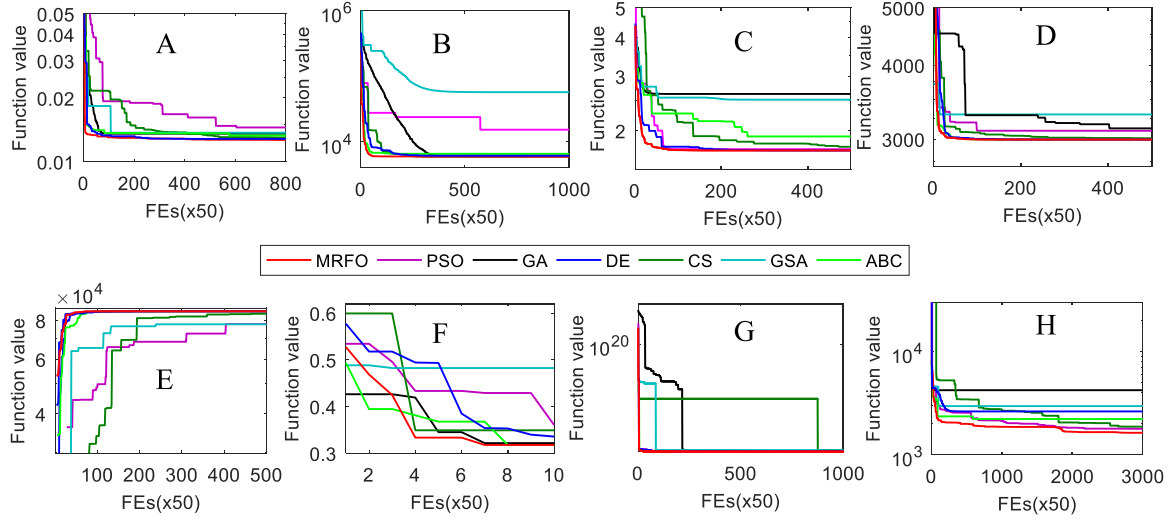 A
Function value
0.05
0.04
0.03
0.02
0.01
0 200 400 600 800
FEs(x50)
B
Function value
10^6
10^4
0 500 1000
FEs(x50)
C
Function value
5
4
3
2
0 200 400
FEs(x50)
D
Function value
5000
4000
3000
0 200 400
FEs(x50)
MRFO PSO GA DE CS GSA ABC
E
Function value
×10^4
8
6
4
100 200 300 400 500
FEs(x50)
F
Function value
0.6
0.5
0.4
0.3
2 4 6 8 10
FEs(x50)
G
Function value
10^20
0 500 1000
FEs(x50)
H
Function value
10^4
10^3
0 1000 2000 3000
FEs(x50)